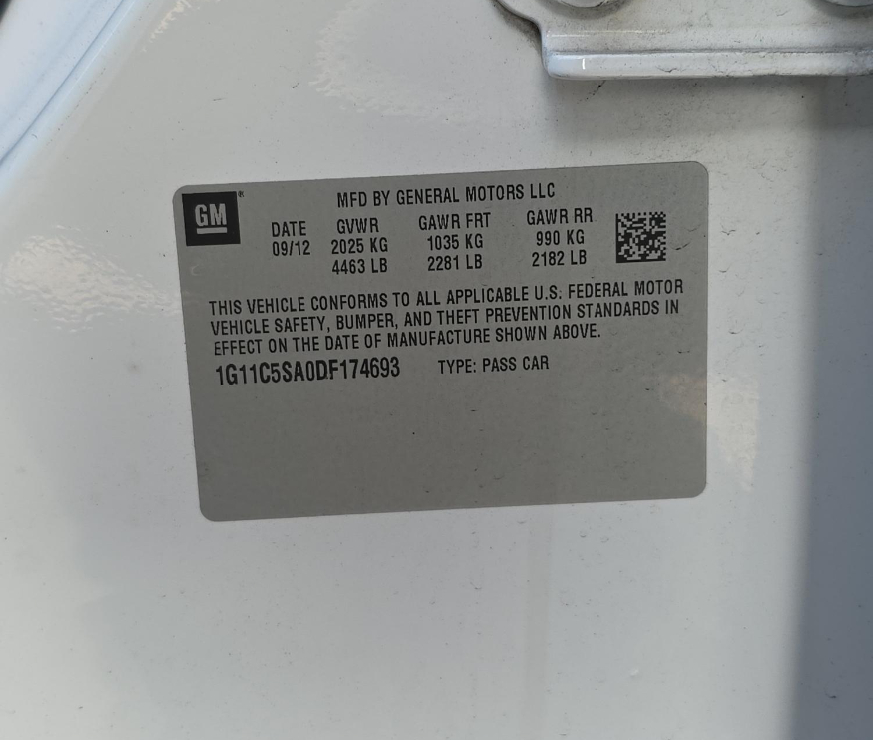 GM®
MFD BY GENERAL MOTORS LLC
DATE GVWR GAWR FRT GAWR RR
09/12 2025 KG 1035 KG 990 KG
4463 LB 2281 LB 2182 LB
THIS VEHICLE CONFORMS TO ALL APPLICABLE U.S. FEDERAL MOTOR
VEHICLE SAFETY, BUMPER, AND THEFT PREVENTION STANDARDS IN
EFFECT ON THE DATE OF MANUFACTURE SHOWN ABOVE.
1G11C5SA0DF174693 TYPE: PASS CAR